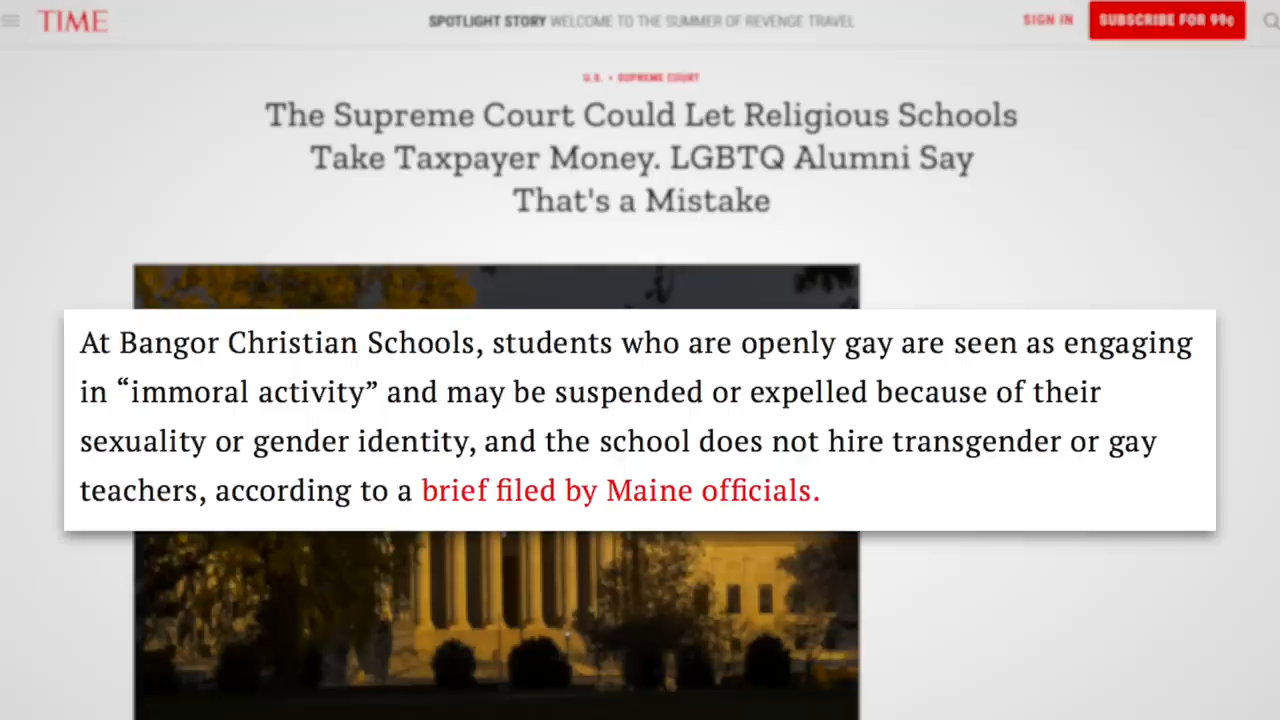 TIME
SPOTLIGHT STORY WELCOME TO THE SUMMER OF REVENGE TRAVEL
SIGN IN
SUBSCRIBE FOR 99¢
U.S. • SUPREME COURT
The Supreme Court Could Let Religious Schools
Take Taxpayer Money. LGBTQ Alumni Say
That's a Mistake
At Bangor Christian Schools, students who are openly gay are seen as engaging
in “immoral activity” and may be suspended or expelled because of their
sexuality or gender identity, and the school does not hire transgender or gay
teachers, according to a brief filed by Maine officials.